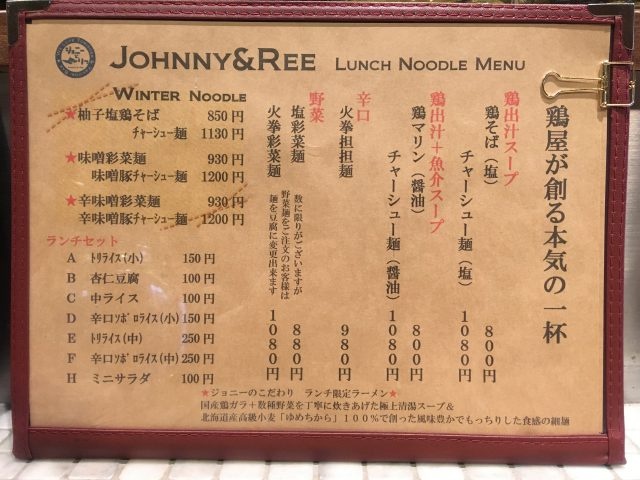 ジョニーとリー
JOHNNY&REE LUNCH NOODLE MENU
鶏屋が創る本気の一杯
鶏出汁スープ
鶏そば（塩） ８００円
チャーシュー麺（塩） １０８０円
鶏出汁＋魚介スープ
鶏マリン（醤油） ８００円
チャーシュー麺（醤油） １０８０円
辛口
火拳担担麺 ９８０円
野菜
塩彩菜麺 ８８０円
火拳彩菜麺 １０８０円
数に限りがございますが
野菜麺をご注文のお客様は
麺を豆腐に変更出来ます
WINTER NOODLE
★柚子塩鶏そば 850円
チャーシュー麺 1130円
★味噌彩菜麺 930円
味噌豚チャーシュー麺 1200円
★辛味噌彩菜麺 930円
辛味噌豚チャーシュー麺 1200円
ランチセット
A ﾄﾘﾗｲｽ(小) 150円
B 杏仁豆腐 100円
C 中ライス 100円
D 辛口ｿﾎﾞﾛﾗｲｽ(小) 150円
E ﾄﾘﾗｲｽ(中) 250円
F 辛口ｿﾎﾞﾛﾗｲｽ(中) 250円
H ミニサラダ 100円
★ジョニーのこだわり ランチ限定ラーメン★
国産鶏ガラ＋数種野菜を丁寧に炊きあげた極上清湯スープ＆
北海道産高級小麦「ゆめちから」１００％で創った風味豊かでもっちりした食感の細麺